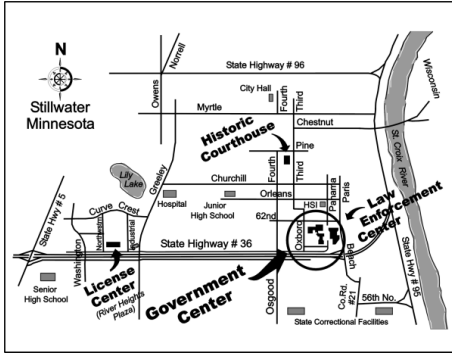 N
Stillwater
Minnesota
Norrell
Owens
State Highway # 96
City Hall
Fourth
Third
Wisconsin
Myrtle
Chestnut
Historic
Courthouse
Pine
St. Croix River
Lily
Lake
Greeley
Churchill
Fourth
Third
Orleans
Panama
Paris
Hospital
Junior
High School
HSI
Law
Enforcement
Center
State Hwy # 5
Curve Crest
62nd
Oxboro
Northwestern
Industrial
Washington
State Highway # 36
Beach
License
Center
(River Heights
Plaza)
Government
Center
Osgood
Senior
High School
Co.Rd.
#21
56th No.
State Hwy # 95
State Correctional Facilities